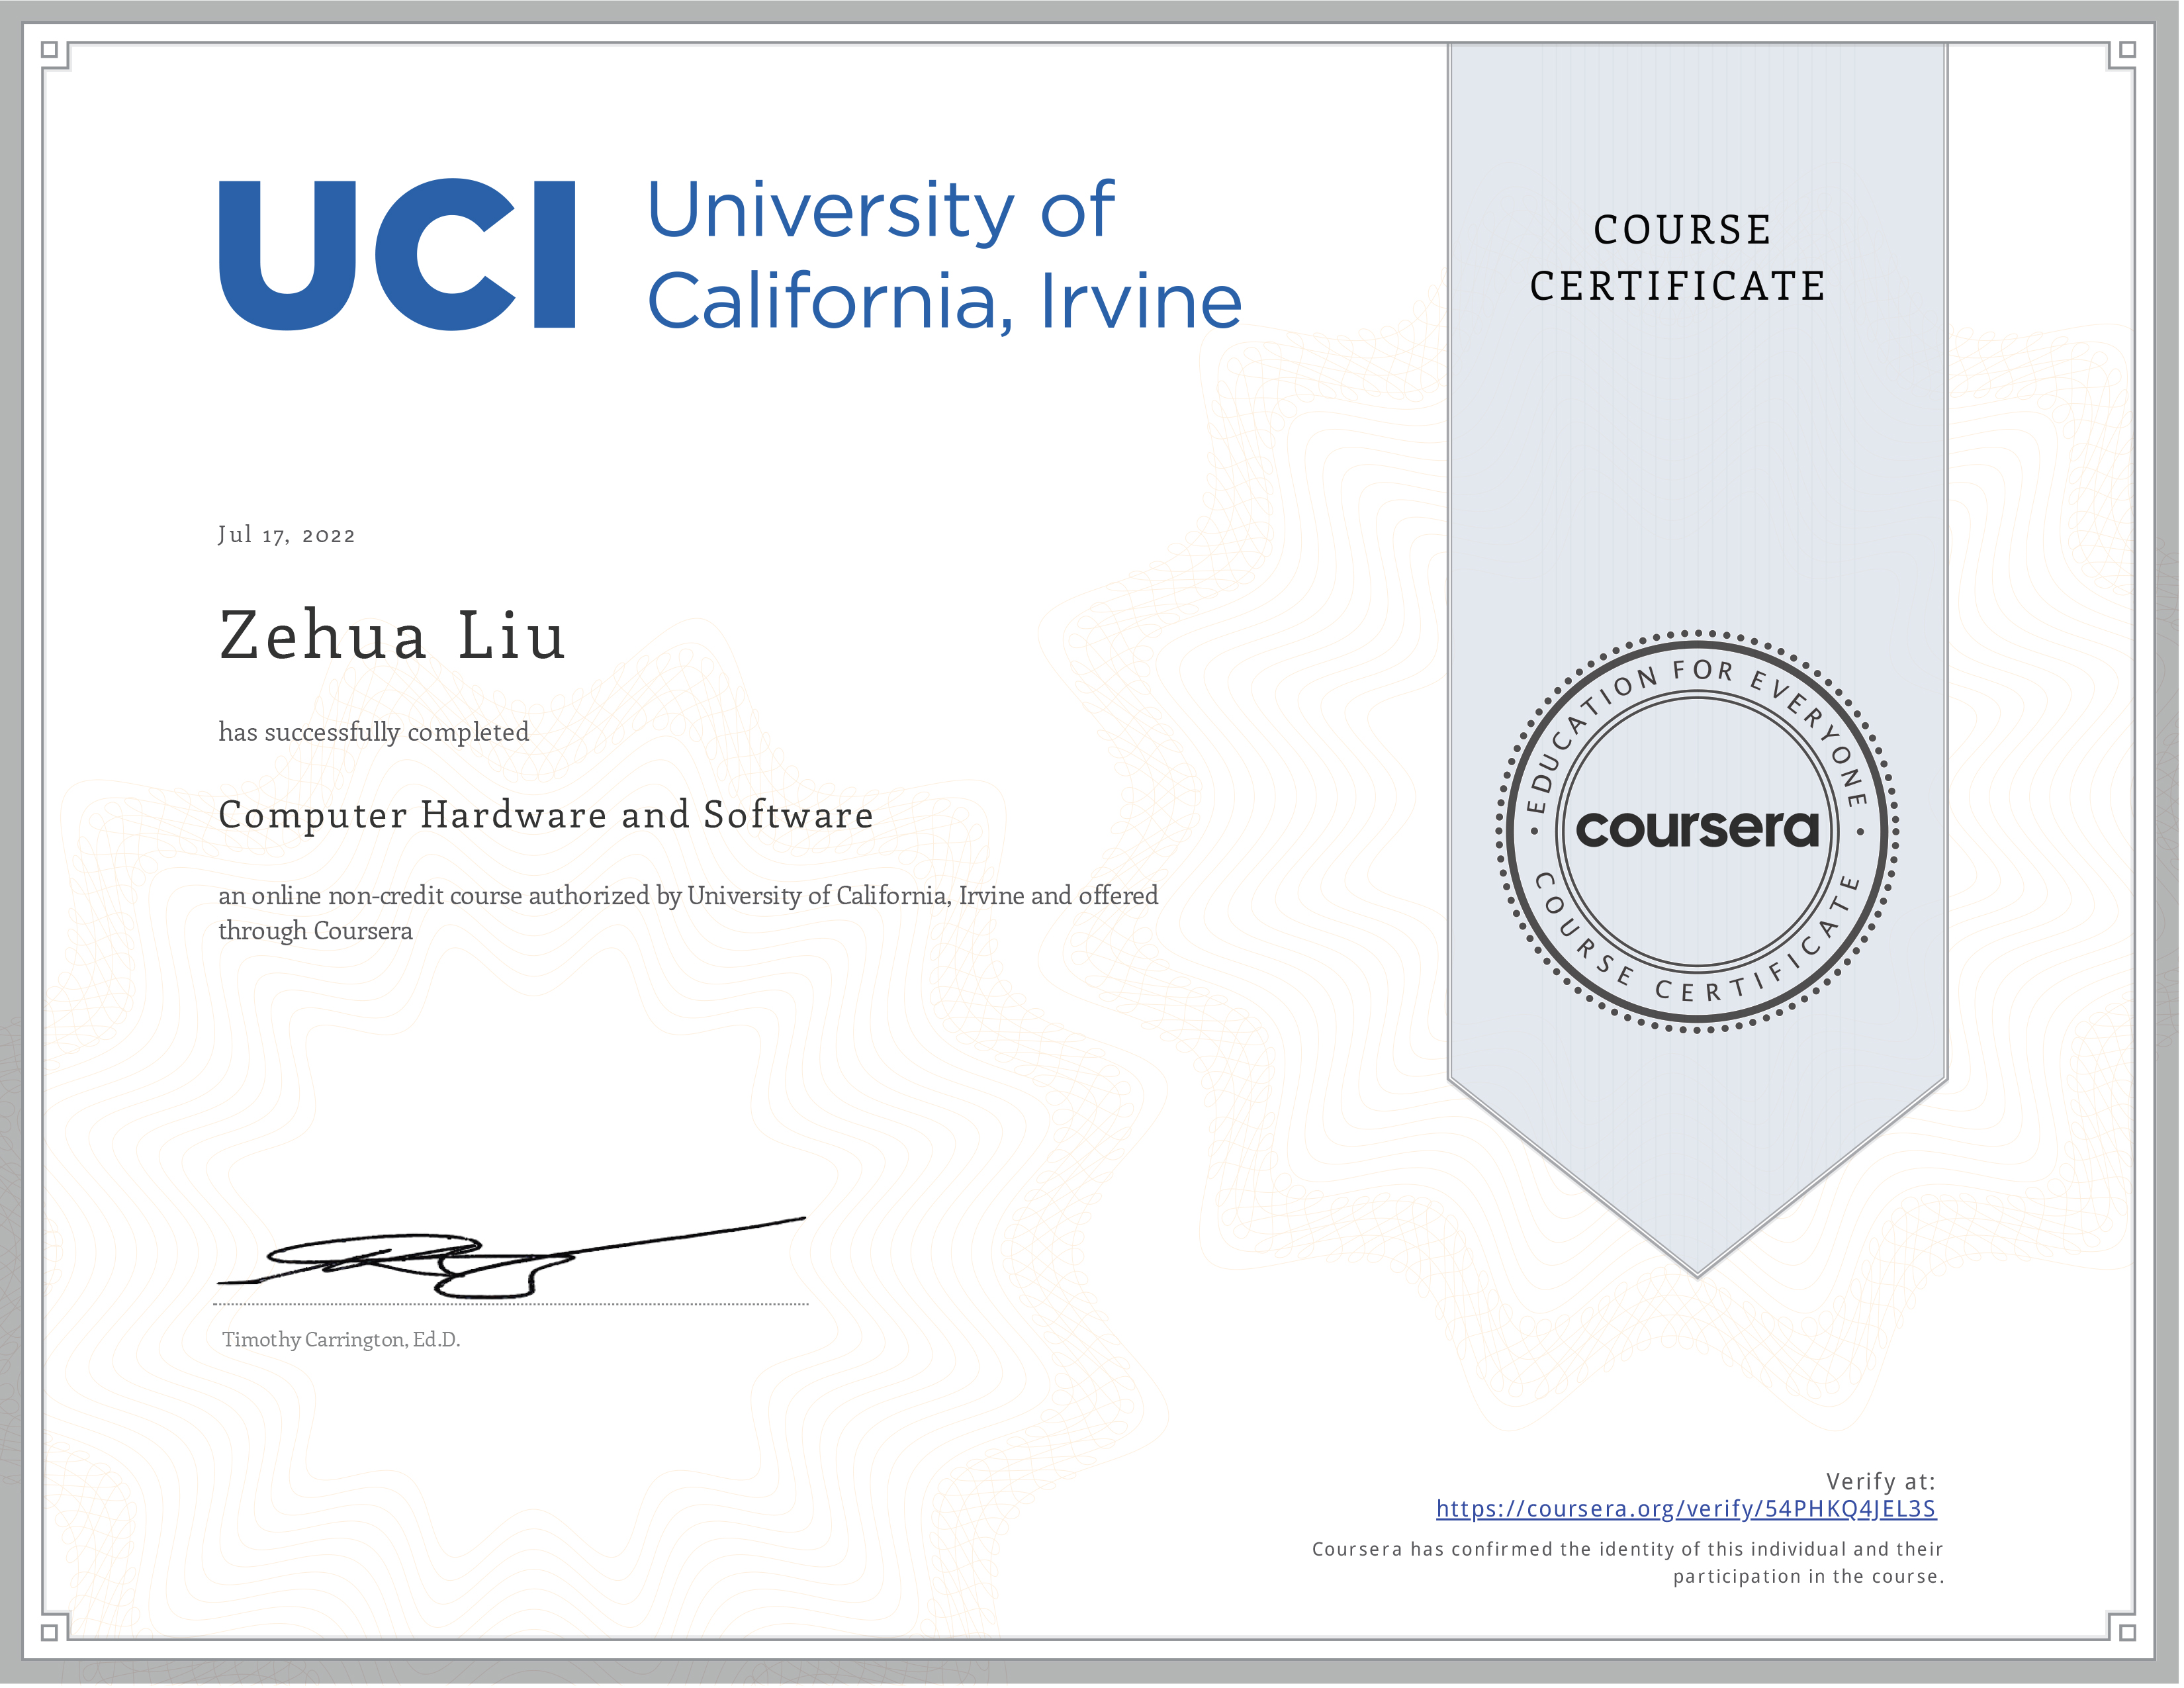 UCI
University of
California, Irvine
COURSE
CERTIFICATE
Jul 17, 2022
Zehua Liu
has successfully completed
Computer Hardware and Software
an online non-credit course authorized by University of California, Irvine and offered
through Coursera
EDUCATION FOR EVERYONE
coursera
COURSE CERTIFICATE
Timothy Carrington, Ed.D.
Verify at:
https://coursera.org/verify/54PHKQ4JEL3S
Coursera has confirmed the identity of this individual and their
participation in the course.